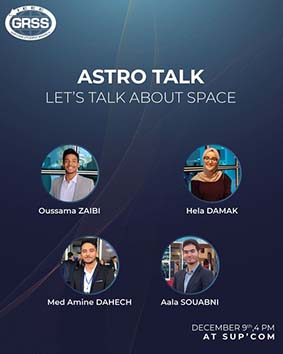 IEEE
GRSS
ASTRO TALK
LET'S TALK ABOUT SPACE
Oussama ZAIBI
Hela DAMAK
Med Amine DAHECH
Aala SOUABNI
DECEMBER 9th,4 PM
AT SUP'COM